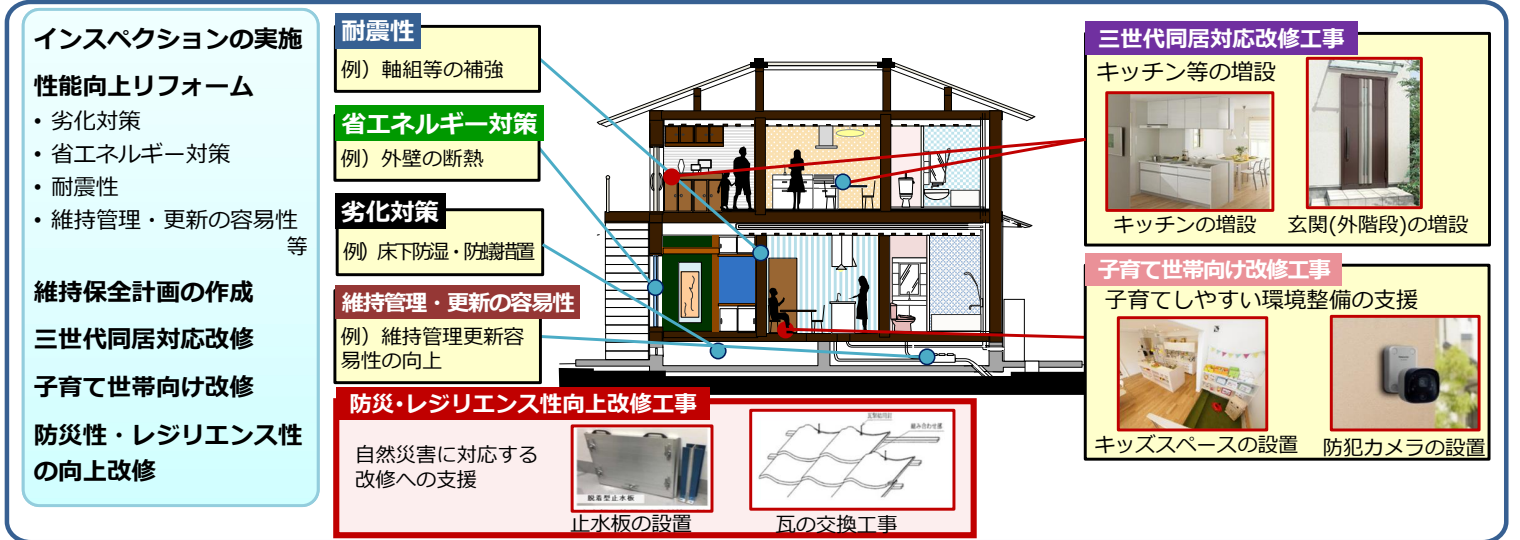 インスペクションの実施
性能向上リフォーム
• 劣化対策
• 省エネルギー対策
• 耐震性
• 維持管理・更新の容易性
等
維持保全計画の作成
三世代同居対応改修
子育て世帯向け改修
防災性・レジリエンス性
の向上改修
耐震性
例）軸組等の補強
省エネルギー対策
例）外壁の断熱
劣化対策
例）床下防湿・防蟻措置
維持管理・更新の容易性
例）維持管理更新容
易性の向上
防災・レジリエンス性向上改修工事
自然災害に対応する
改修への支援
脱着型止水板
止水板の設置
組み合わせ部
瓦の交換工事
三世代同居対応改修工事
キッチン等の増設
キッチンの増設
玄関(外階段)の増設
子育て世帯向け改修工事
子育てしやすい環境整備の支援
キッズスペースの設置
防犯カメラの設置